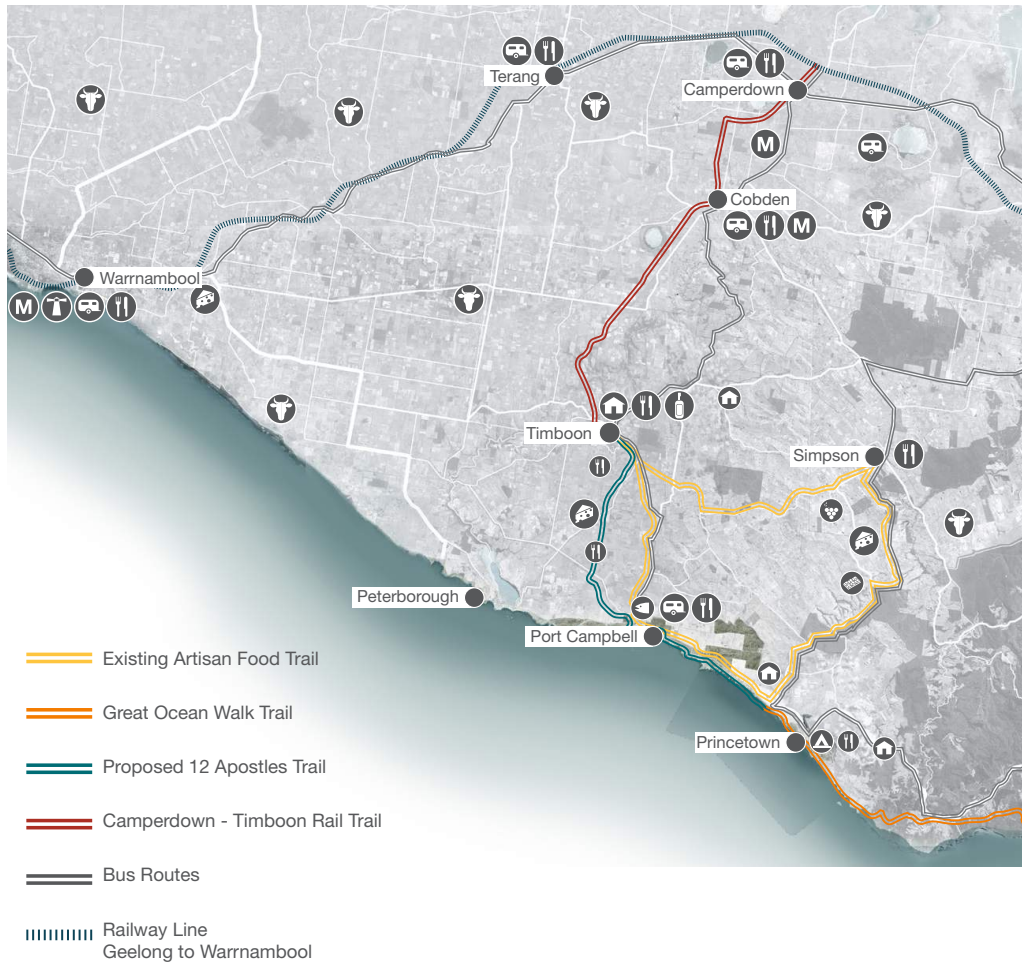 Terang
Camperdown
M
Cobden
M
Warrnambool
M
Timboon
Simpson
Peterborough
Port Campbell
Existing Artisan Food Trail
Great Ocean Walk Trail
Princetown
Proposed 12 Apostles Trail
Camperdown - Timboon Rail Trail
Bus Routes
Railway Line
Geelong to Warrnambool